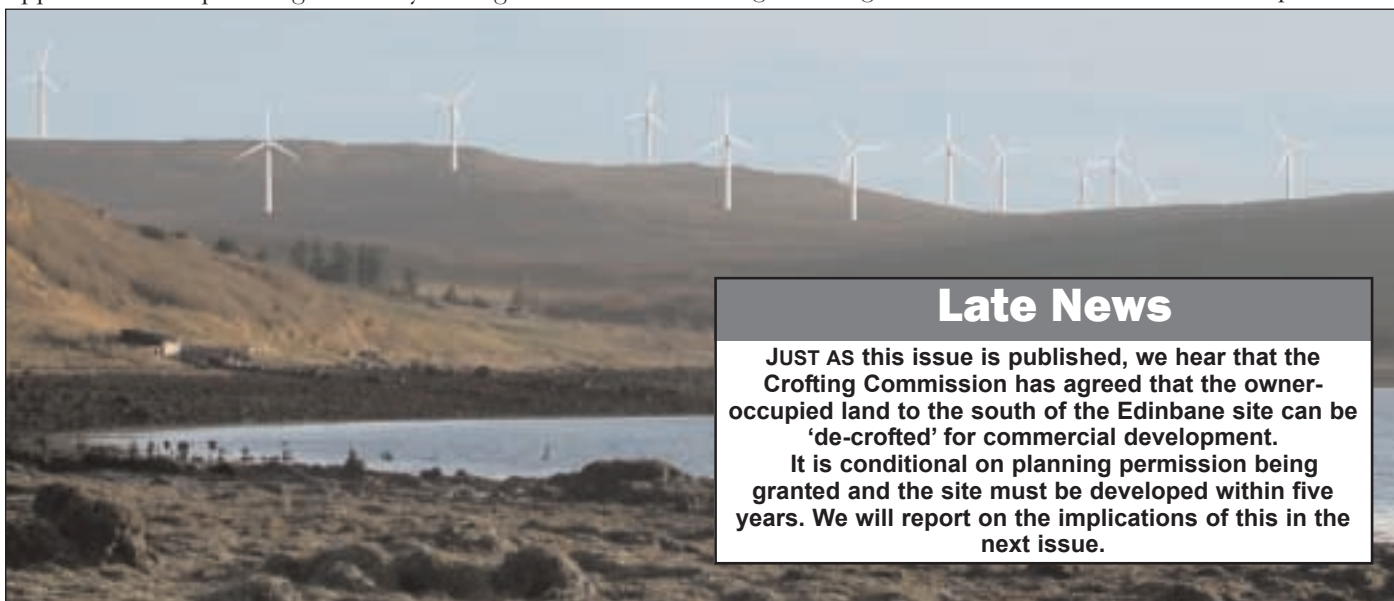 Late News
JUST AS this issue is published, we hear that the
Crofting Commission has agreed that the owner-
occupied land to the south of the Edinbane site can be
‘de-crofted’ for commercial development.
It is conditional on planning permission being
granted and the site must be developed within five
years. We will report on the implications of this in the
next issue.